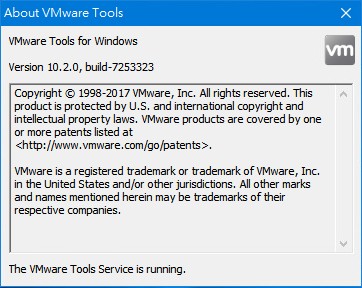 About VMware Tools
VMware Tools for Windows
vm
Version 10.2.0, build-7253323
Copyright © 1998-2017 VMware, Inc. All rights reserved. This
product is protected by U.S. and international copyright and
intellectual property laws. VMware products are covered by one
or more patents listed at
<http://www.vmware.com/go/patents>.
VMware is a registered trademark or trademark of VMware, Inc.
in the United States and/or other jurisdictions. All other marks
and names mentioned herein may be trademarks of their
respective companies.
The VMware Tools Service is running.